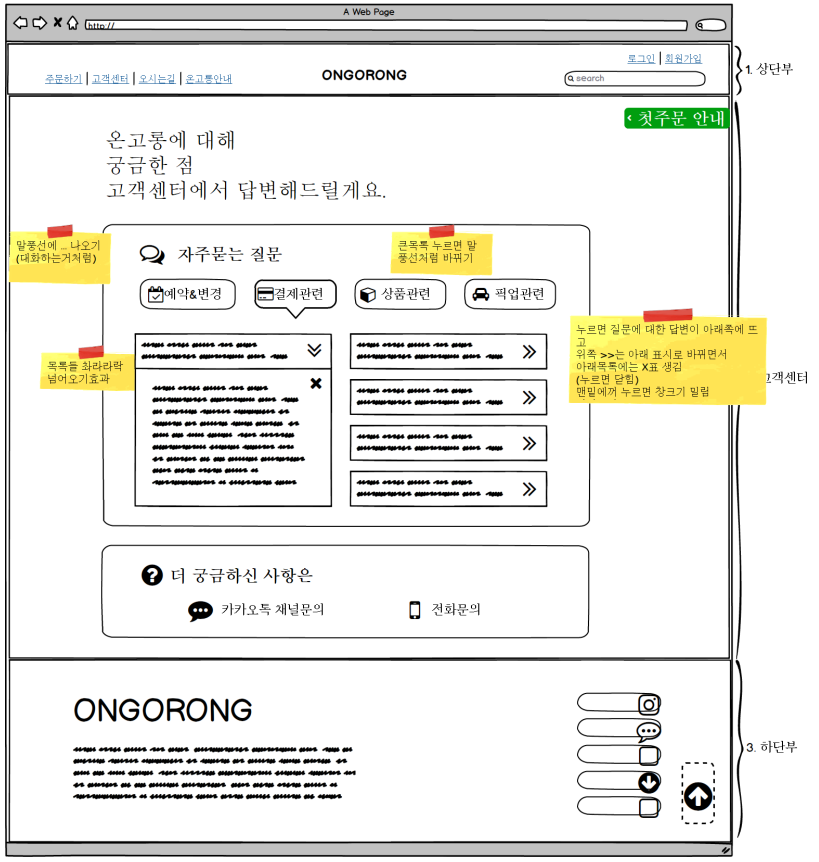 A Web Page
http://
로그인 | 회원가입
주문하기 | 고객센터 | 오시는길 | 온고롱안내
ONGORONG
search
1. 상단부
< 첫주문 안내
온고롱에 대해
궁금한 점
고객센터에서 답변해드릴게요.
말풍선에 ... 나오기
(대화하는거처럼)
자주묻는 질문
큰목록 누르면 말
풍선처럼 바뀌기
예약&변경
결제관련
상품관련
픽업관련
목록들 촤라라락
넘어오기효과
누르면 질문에 대한 답변이 아래쪽에 뜨
고
위쪽 >>는 아래 표시로 바뀌면서
아래목록에는 X표 생김
(누르면 닫힘)
맨밑에꺼 누르면 창크기 밀림
고객센터
더 궁금하신 사항은
카카오톡 채널문의
전화문의
ONGORONG
3. 하단부